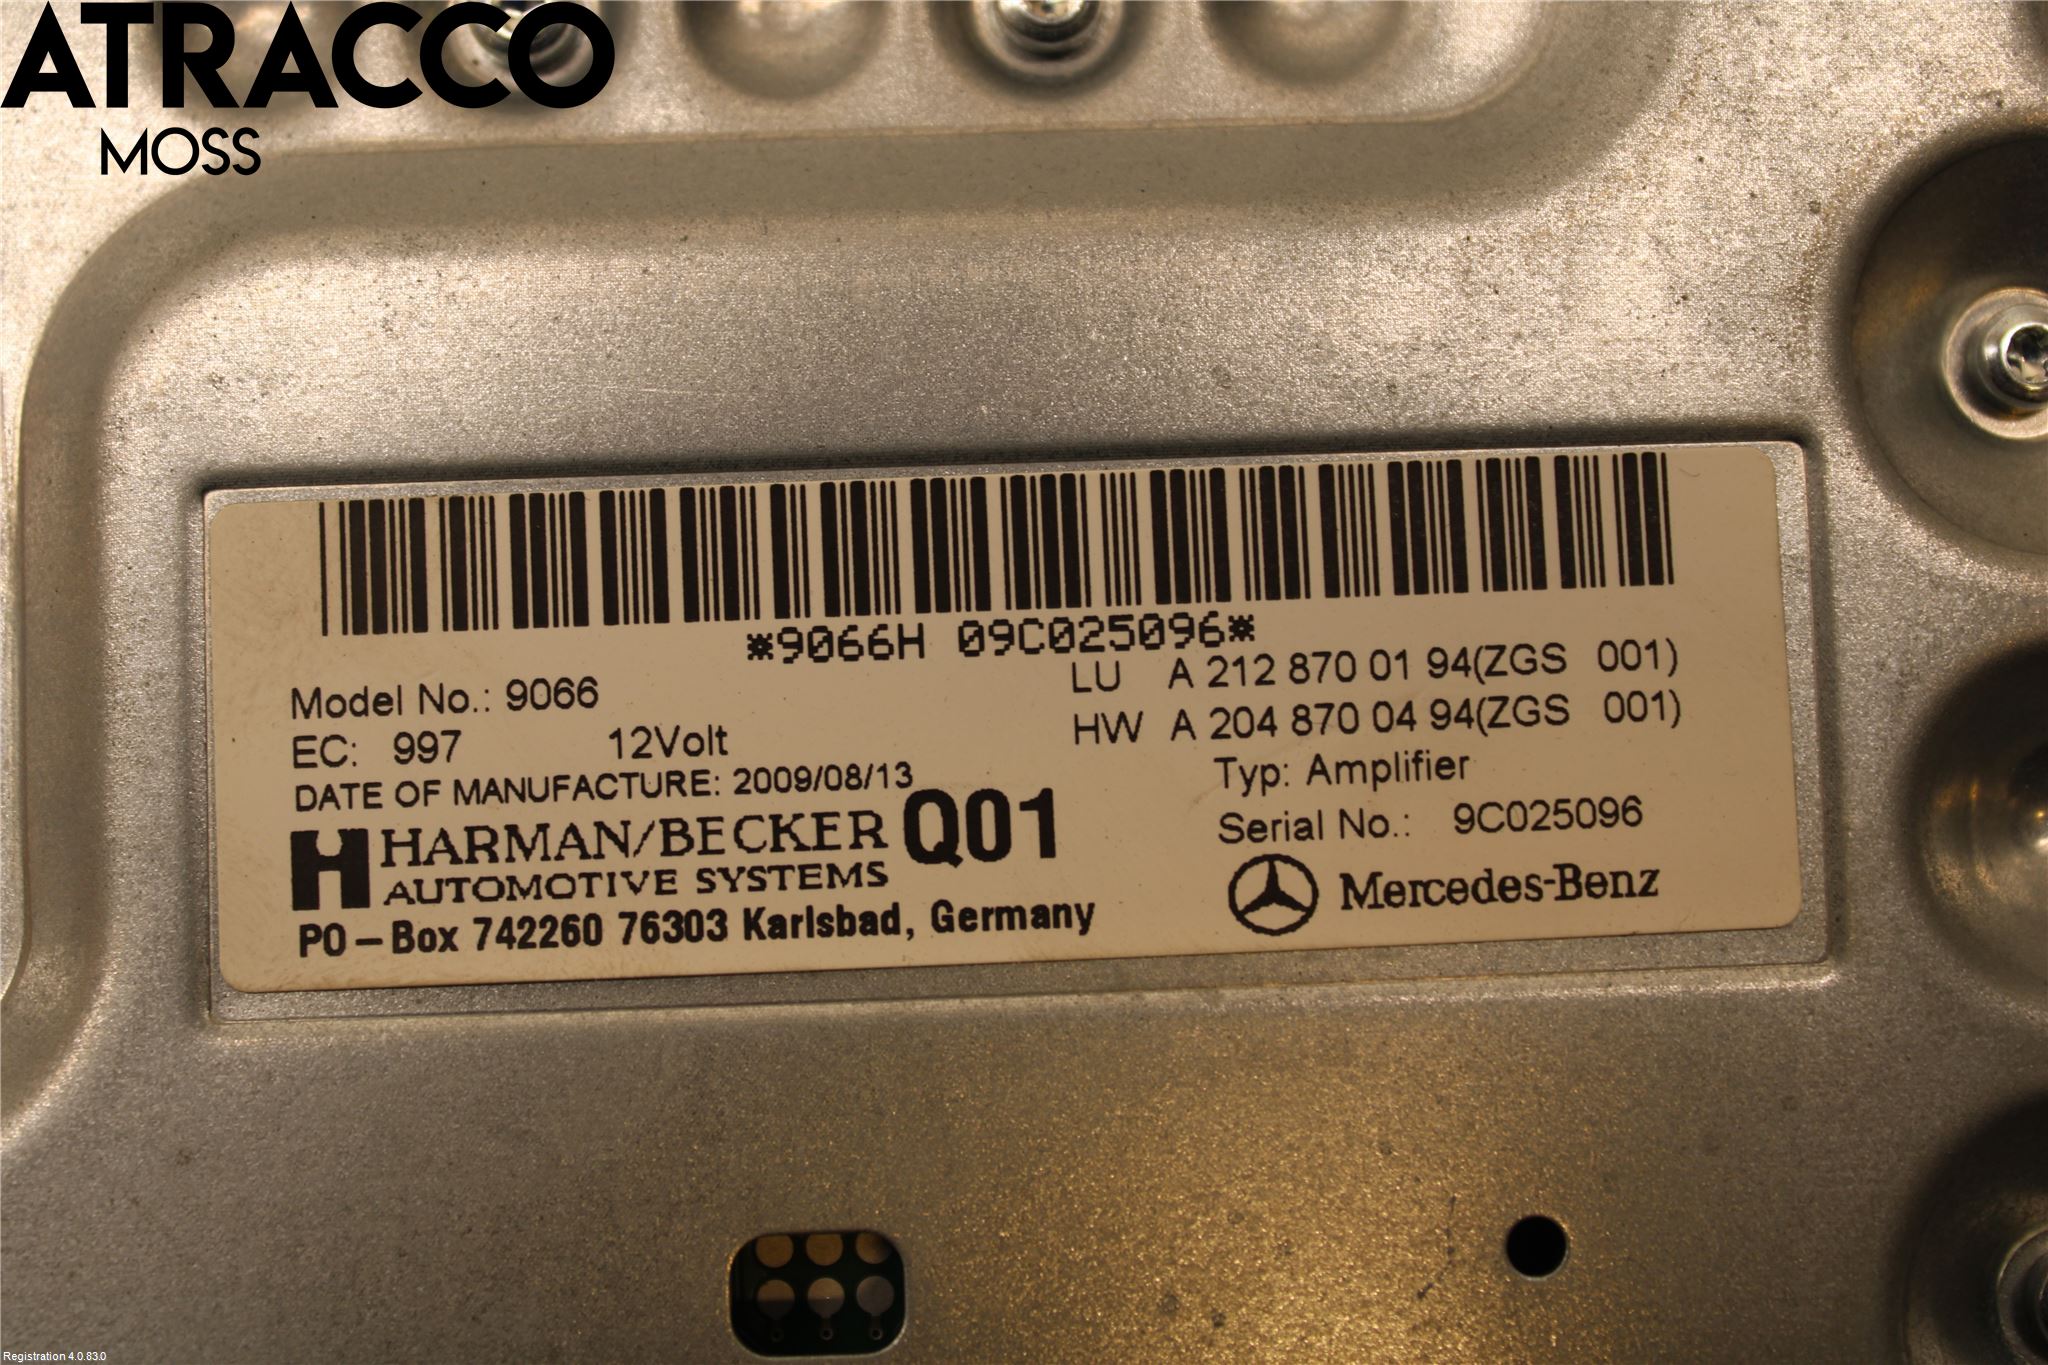 ATRACCO
MOSS
*9066H 09C025096*
Model No.: 9066
LU A 212 870 01 94(ZGS 001)
EC: 997 12Volt
HW A 204 870 04 94(ZGS 001)
DATE OF MANUFACTURE: 2009/08/13
Typ: Amplifier
HARMAN/BECKER Q01
AUTOMOTIVE SYSTEMS
Serial No.: 9C025096
PO-Box 742260 76303 Karlsbad, Germany
Mercedes-Benz
Registration 4.0.83.0